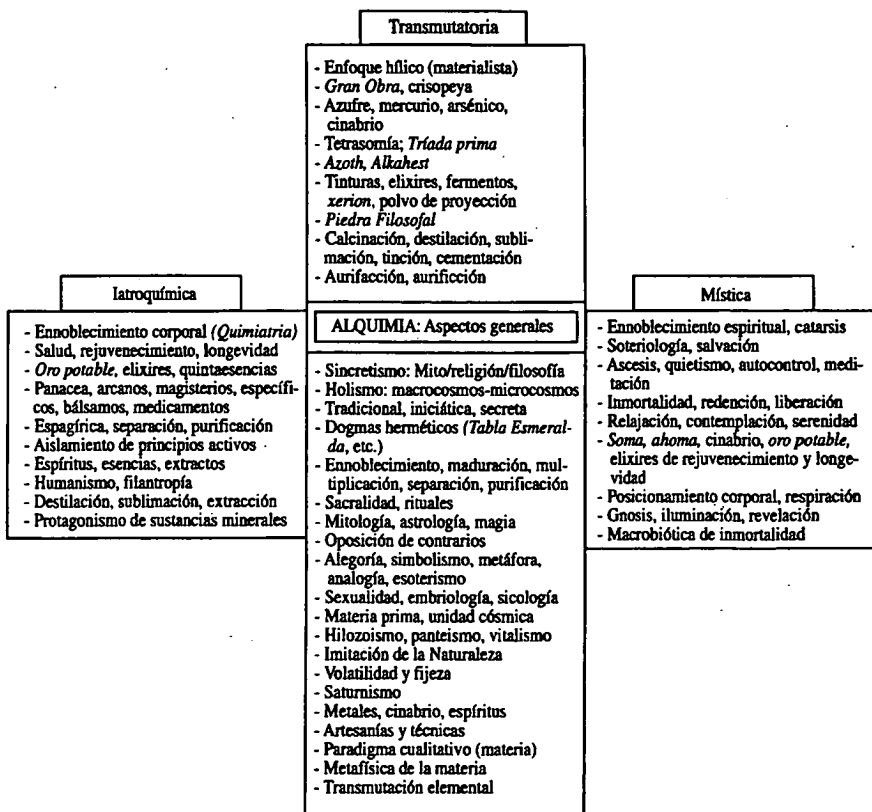 Transmutatoria
- Enfoque hílico (materialista)
- Gran Obra, crisopeya
- Azufre, mercurio, arsénico,
cinabrio
- Tetrasomía; Tríada prima
- Azoth, Alkahest
- Tinturas, elixires, fermentos,
xerion, polvo de proyección
- Piedra Filosofal
- Calcinación, destilación, subli-
mación, tinción, cementación
- Aurifacción, aurificción
Iatroquímica
- Ennoblecimiento corporal (Quimiatria)
- Salud, rejuvenecimiento, longevidad
- Oro potable, elixires, quintaesencias
- Panacea, arcanos, magisterios, específi-
cos, bálsamos, medicamentos
- Espagírica, separación, purificación
- Aislamiento de principios activos
- Espíritus, esencias, extractos
- Humanismo, filantropía
- Destilación, sublimación, extracción
- Protagonismo de sustancias minerales
ALQUIMIA: Aspectos generales
- Sincretismo: Mito/religión/filosofía
- Holismo: macrocosmos-microcosmos
- Tradicional, iniciática, secreta
- Dogmas herméticos (Tabla Esmeral-
da, etc.)
- Ennoblecimiento, maduración, mul-
tiplicación, separación, purificación
- Sacralidad, rituales
- Mitología, astrología, magia
- Oposición de contrarios
- Alegoría, simbolismo, metáfora,
analogía, esoterismo
- Sexualidad, embriología, sicología
- Materia prima, unidad cósmica
- Hilozoismo, panteismo, vitalismo
- Imitación de la Naturaleza
- Volatilidad y fijeza
- Saturnismo
- Metales, cinabrio, espíritus
- Artesanías y técnicas
- Paradigma cualitativo (materia)
- Metafísica de la materia
- Transmutación elemental
Mística
- Ennoblecimiento espiritual, catarsis
- Soteriología, salvación
- Ascesis, quietismo, autocontrol, medi-
tación
- Inmortalidad, redención, liberación
- Relajación, contemplación, serenidad
- Soma, ahoma, cinabrio, oro potable,
elixires de rejuvenecimiento y longe-
vidad
- Posicionamiento corporal, respiración
- Gnosis, iluminación, revelación
- Macrobiótica de inmortalidad